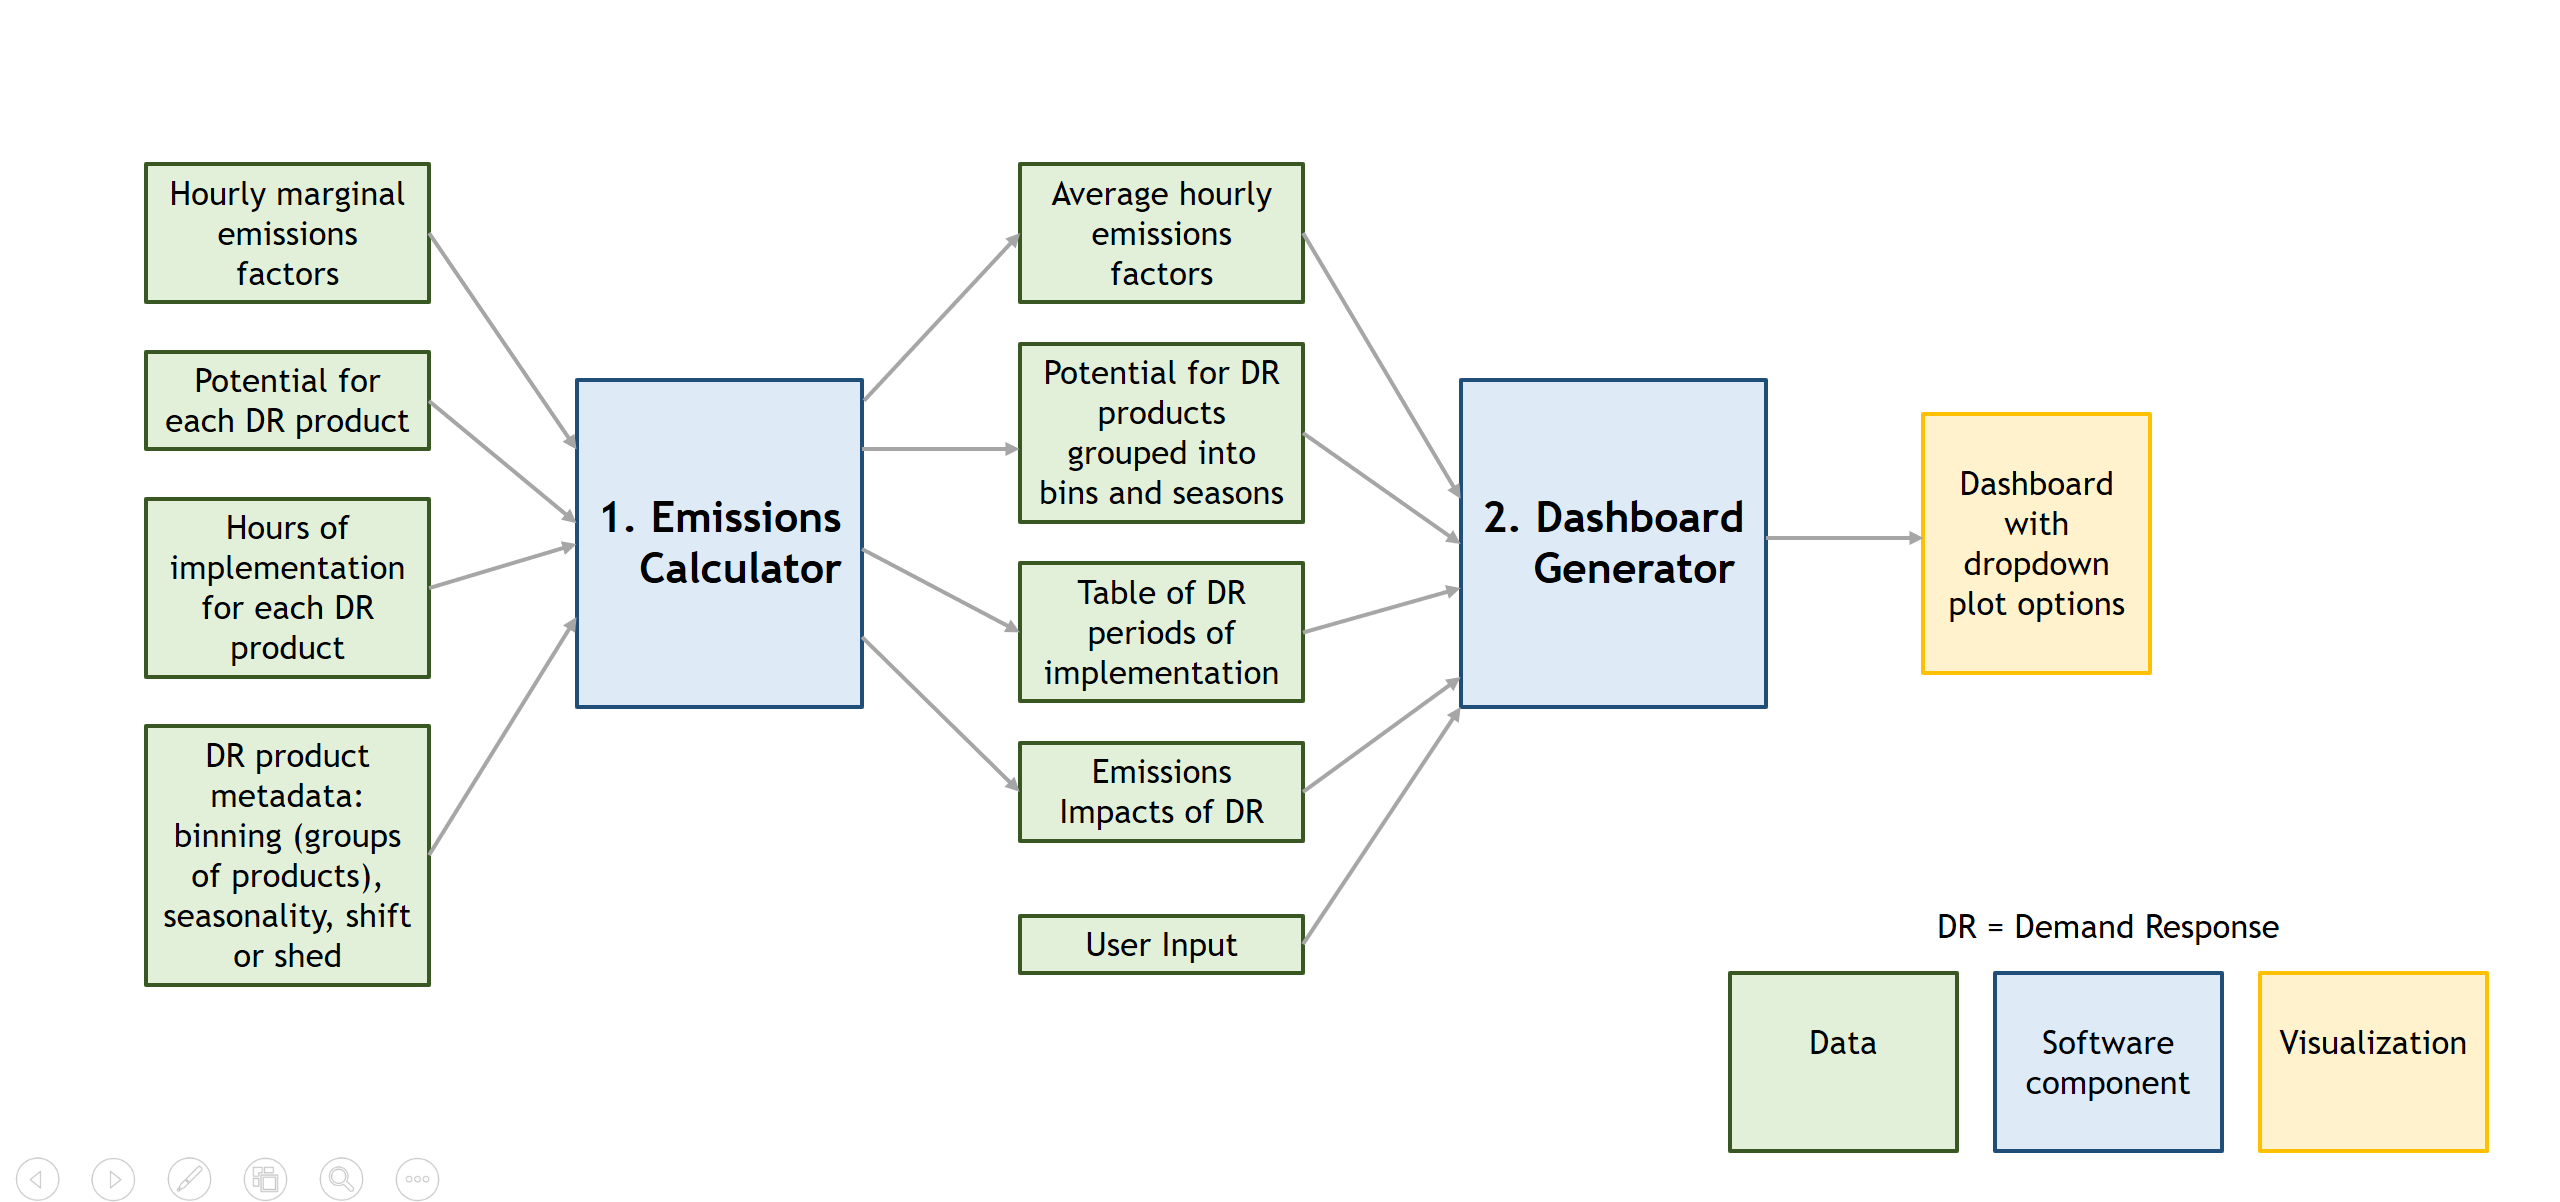 Hourly marginal
emissions
factors
Potential for
each DR product
Hours of
implementation
for each DR
product
DR product
metadata:
binning (groups
of products),
seasonality, shift
or shed
1. Emissions
Calculator
Average hourly
emissions
factors
Potential for DR
products
grouped into
bins and seasons
Table of DR
periods of
implementation
Emissions
Impacts of DR
User Input
2. Dashboard
Generator
Dashboard
with
dropdown
plot options
DR = Demand Response
Data
Software
component
Visualization